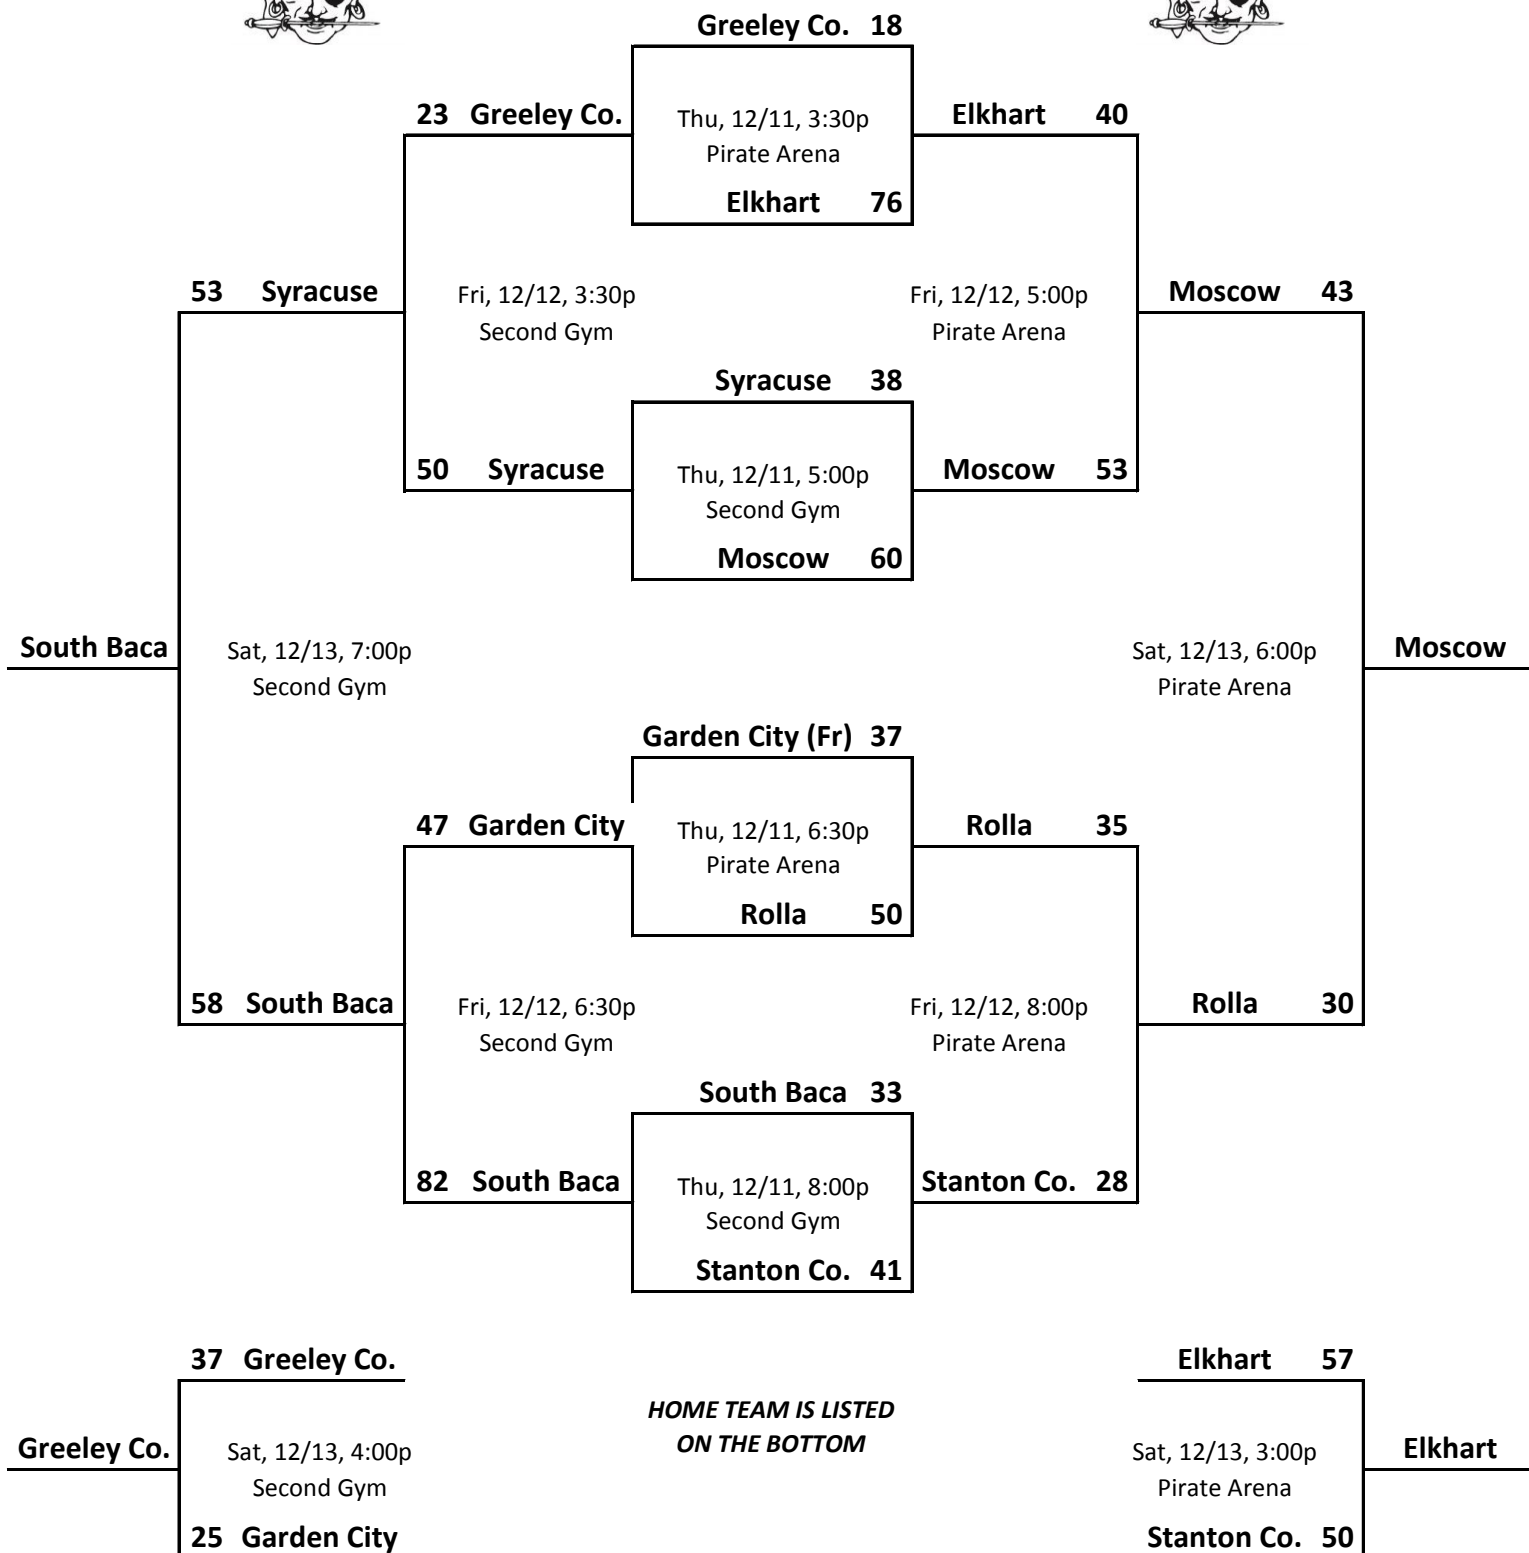 Greeley Co. 18
23 Greeley Co.
Thu, 12/11, 3:30p
Pirate Arena
Elkhart 40
Elkhart 76
53 Syracuse
Fri, 12/12, 3:30p
Second Gym
Fri, 12/12, 5:00p
Pirate Arena
Moscow 43
Syracuse 38
50 Syracuse
Thu, 12/11, 5:00p
Second Gym
Moscow 53
Moscow 60
South Baca
Sat, 12/13, 7:00p
Second Gym
Sat, 12/13, 6:00p
Pirate Arena
Moscow
Garden City (Fr) 37
47 Garden City
Thu, 12/11, 6:30p
Pirate Arena
Rolla 35
Rolla 50
58 South Baca
Fri, 12/12, 6:30p
Second Gym
Fri, 12/12, 8:00p
Pirate Arena
Rolla 30
South Baca 33
82 South Baca
Thu, 12/11, 8:00p
Second Gym
Stanton Co. 28
Stanton Co. 41
37 Greeley Co.
Elkhart 57
HOME TEAM IS LISTED
ON THE BOTTOM
Greeley Co.
Sat, 12/13, 4:00p
Second Gym
Sat, 12/13, 3:00p
Pirate Arena
Elkhart
25 Garden City
Stanton Co. 50